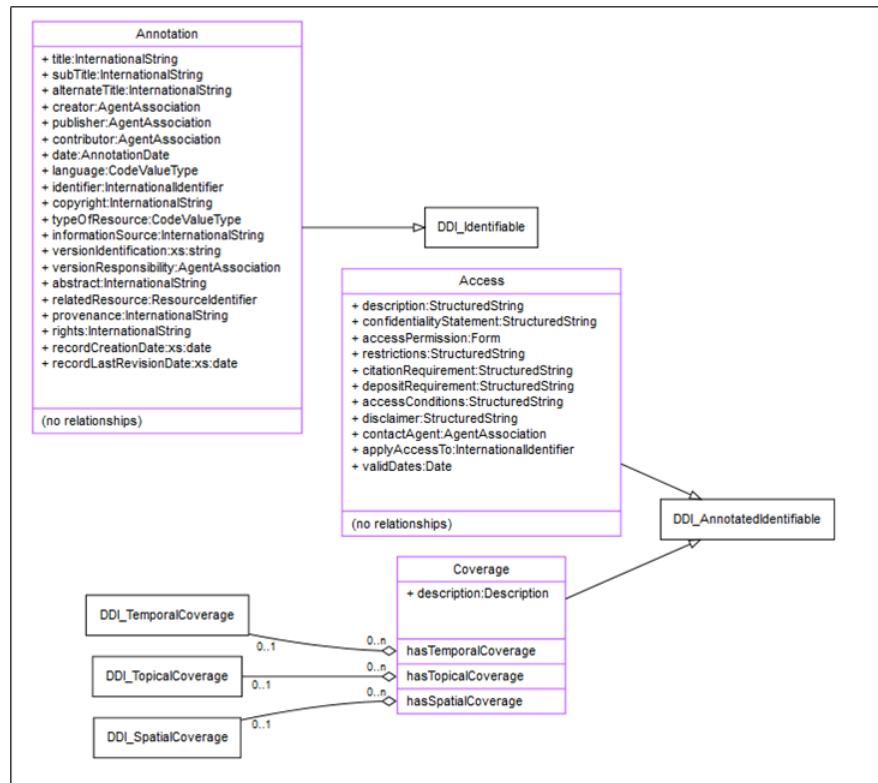 Annotation
+ title:InternationalString
+ subTitle:InternationalString
+ alternateTitle:InternationalString
+ creator:AgentAssociation
+ publisher:AgentAssociation
+ contributor:AgentAssociation
+ date:AnnotationDate
+ language:CodeValueType
+ identifier:InternationalIdentifier
+ copyright:InternationalString
+ typeOfResource:CodeValueType
+ informationSource:InternationalString
+ versionIdentification:xs:string
+ versionResponsibility:AgentAssociation
+ abstract:InternationalString
+ relatedResource:ResourceIdentifier
+ provenance:InternationalString
+ rights:InternationalString
+ recordCreationDate:xs:date
+ recordLastRevisionDate:xs:date
(no relationships)
DDI_Identifiable
Access
+ description:StructuredString
+ confidentialityStatement:StructuredString
+ accessPermission:Form
+ restrictions:StructuredString
+ citationRequirement:StructuredString
+ depositRequirement:StructuredString
+ accessConditions:StructuredString
+ disclaimer:StructuredString
+ contactAgent:AgentAssociation
+ applyAccessTo:InternationalIdentifier
+ validDates:Date
(no relationships)
DDI_AnnotatedIdentifiable
Coverage
+ description:Description
hasTemporalCoverage
hasTopicalCoverage
hasSpatialCoverage
DDI_TemporalCoverage
0..1
0..n
DDI_TopicalCoverage
0..1
0..n
DDI_SpatialCoverage
0..1
0..n